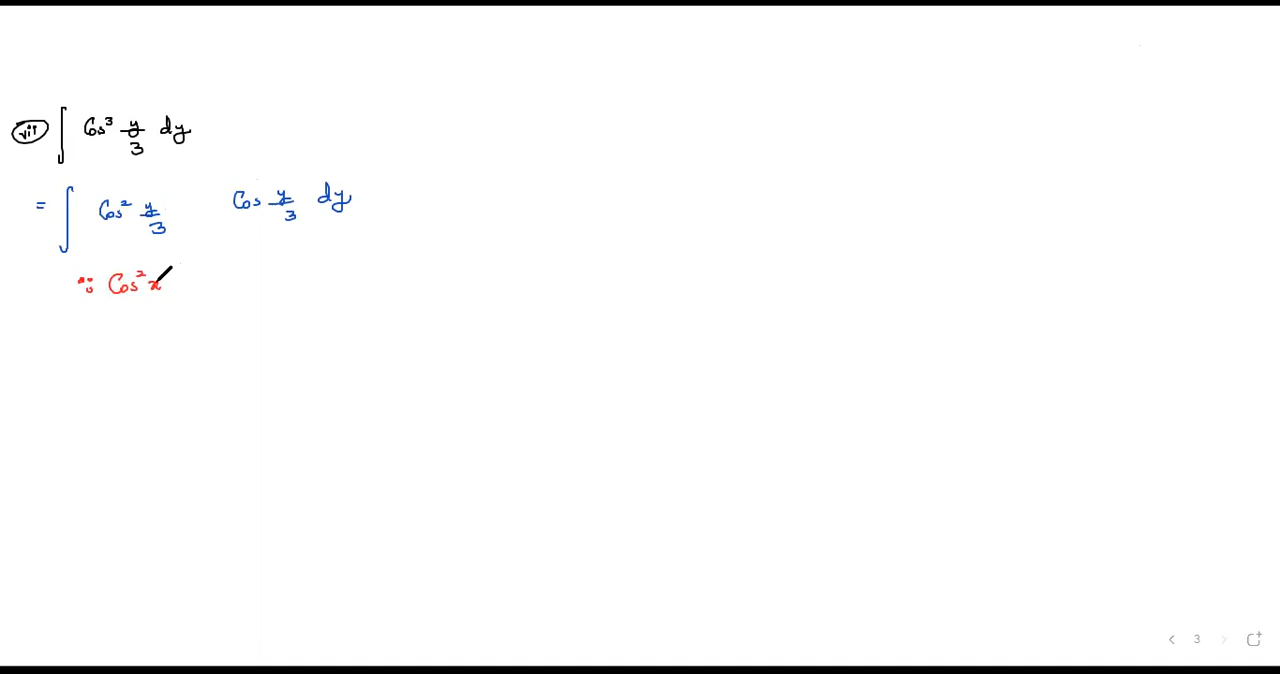 (vii) ∫ Cos³ y/3 dy
= ∫ Cos² y/3 Cos y/3 dy
∵ Cos² x
< 3 >